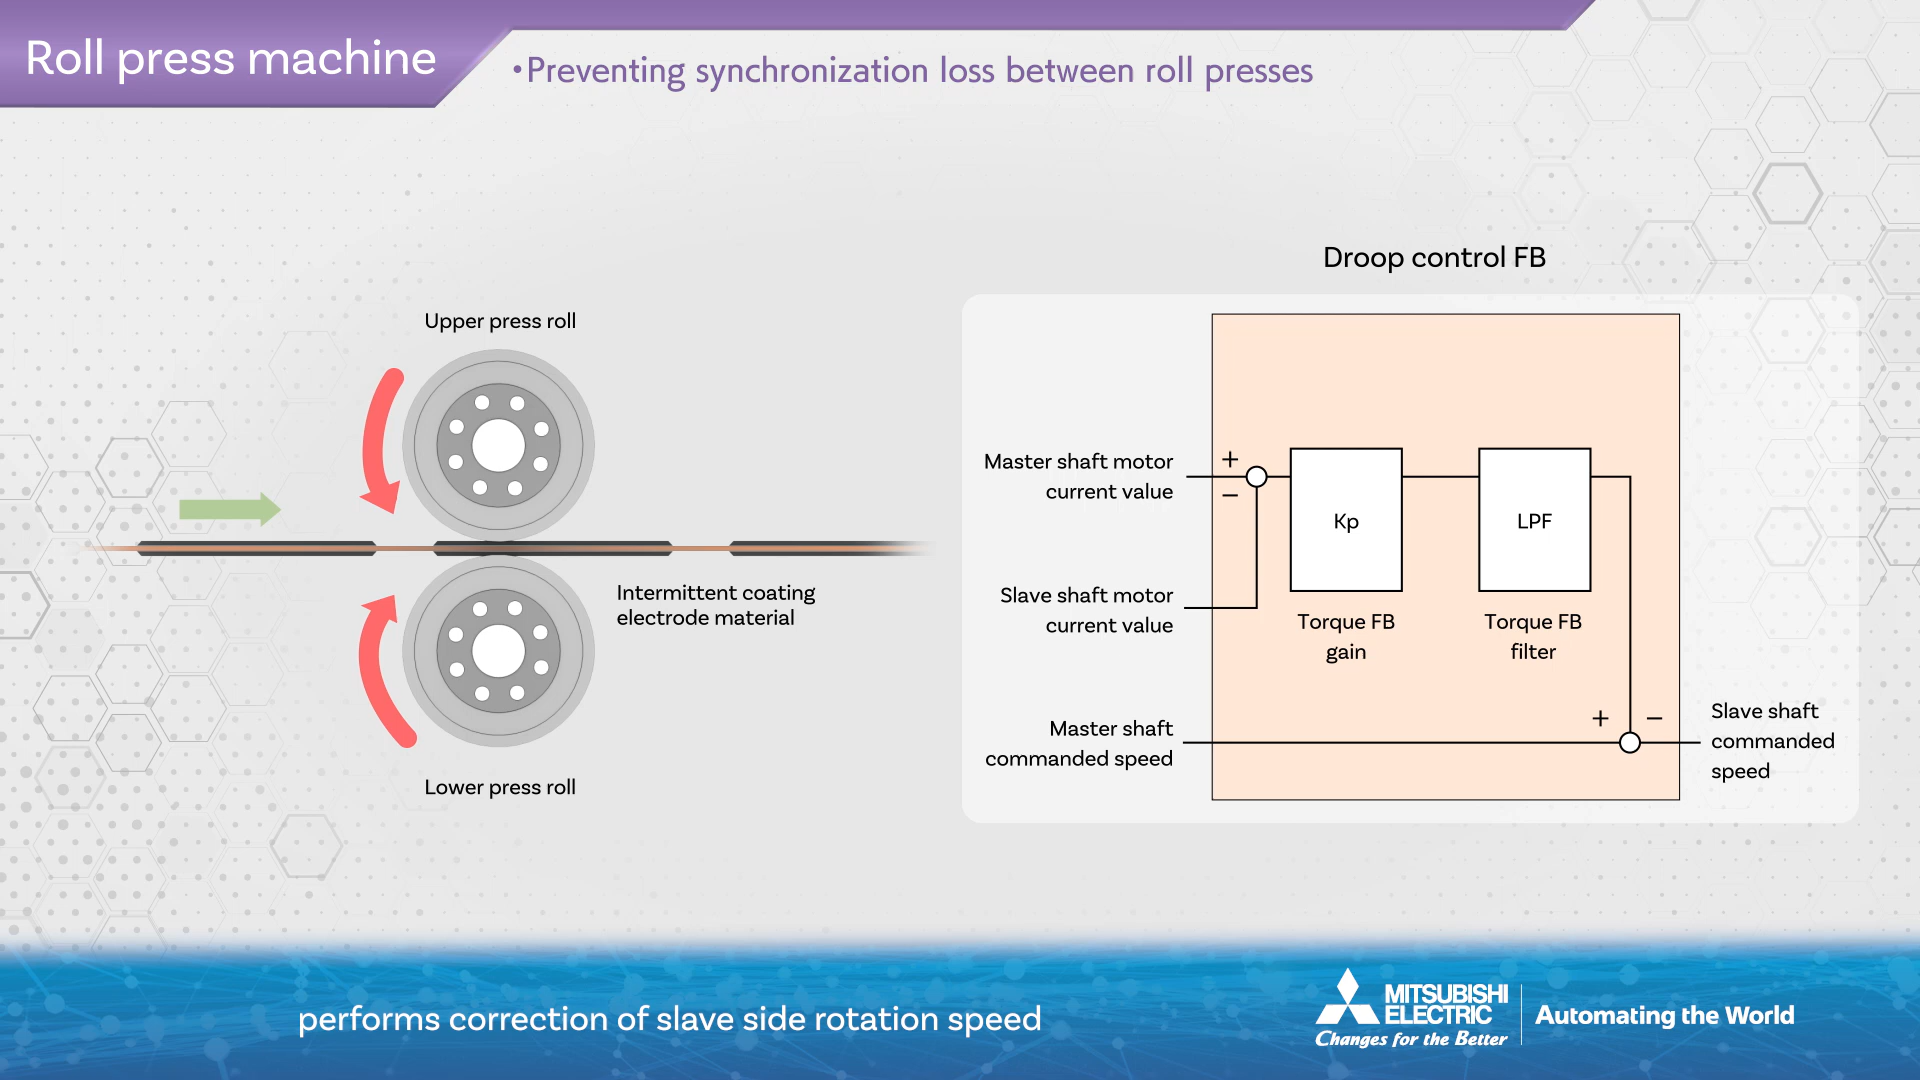 Roll press machine
•Preventing synchronization loss between roll presses
Upper press roll
Intermittent coating
electrode material
Lower press roll
Droop control FB
Master shaft motor
current value
+
−
Kp
LPF
Slave shaft motor
current value
Torque FB
gain
Torque FB
filter
Master shaft
commanded speed
+ −
Slave shaft
commanded
speed
performs correction of slave side rotation speed
MITSUBISHI
ELECTRIC
Changes for the Better
Automating the World